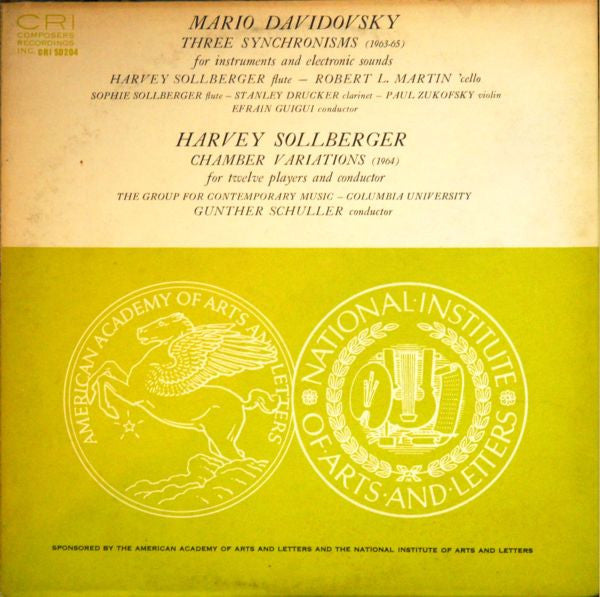 CRI
COMPOSERS
RECORDINGS
INC. CRI SD204
MARIO DAVIDOVSKY
THREE SYNCHRONISMS (1963-65)
for instruments and electronic sounds
HARVEY SOLLBERGER flute — ROBERT L. MARTIN 'cello
SOPHIE SOLLBERGER flute – STANLEY DRUCKER clarinet – PAUL ZUKOFSKY violin
EFRAIN GUIGUI conductor
HARVEY SOLLBERGER
CHAMBER VARIATIONS (1964)
for twelve players and conductor
THE GROUP FOR CONTEMPORARY MUSIC – COLUMBIA UNIVERSITY
GUNTHER SCHULLER conductor
AMERICAN ACADEMY OF ARTS AND LETTERS
NATIONAL·INSTITUTE
OF·ARTS·AND·LETTERS
SPONSORED BY THE AMERICAN ACADEMY OF ARTS AND LETTERS AND THE NATIONAL INSTITUTE OF ARTS AND LETTERS